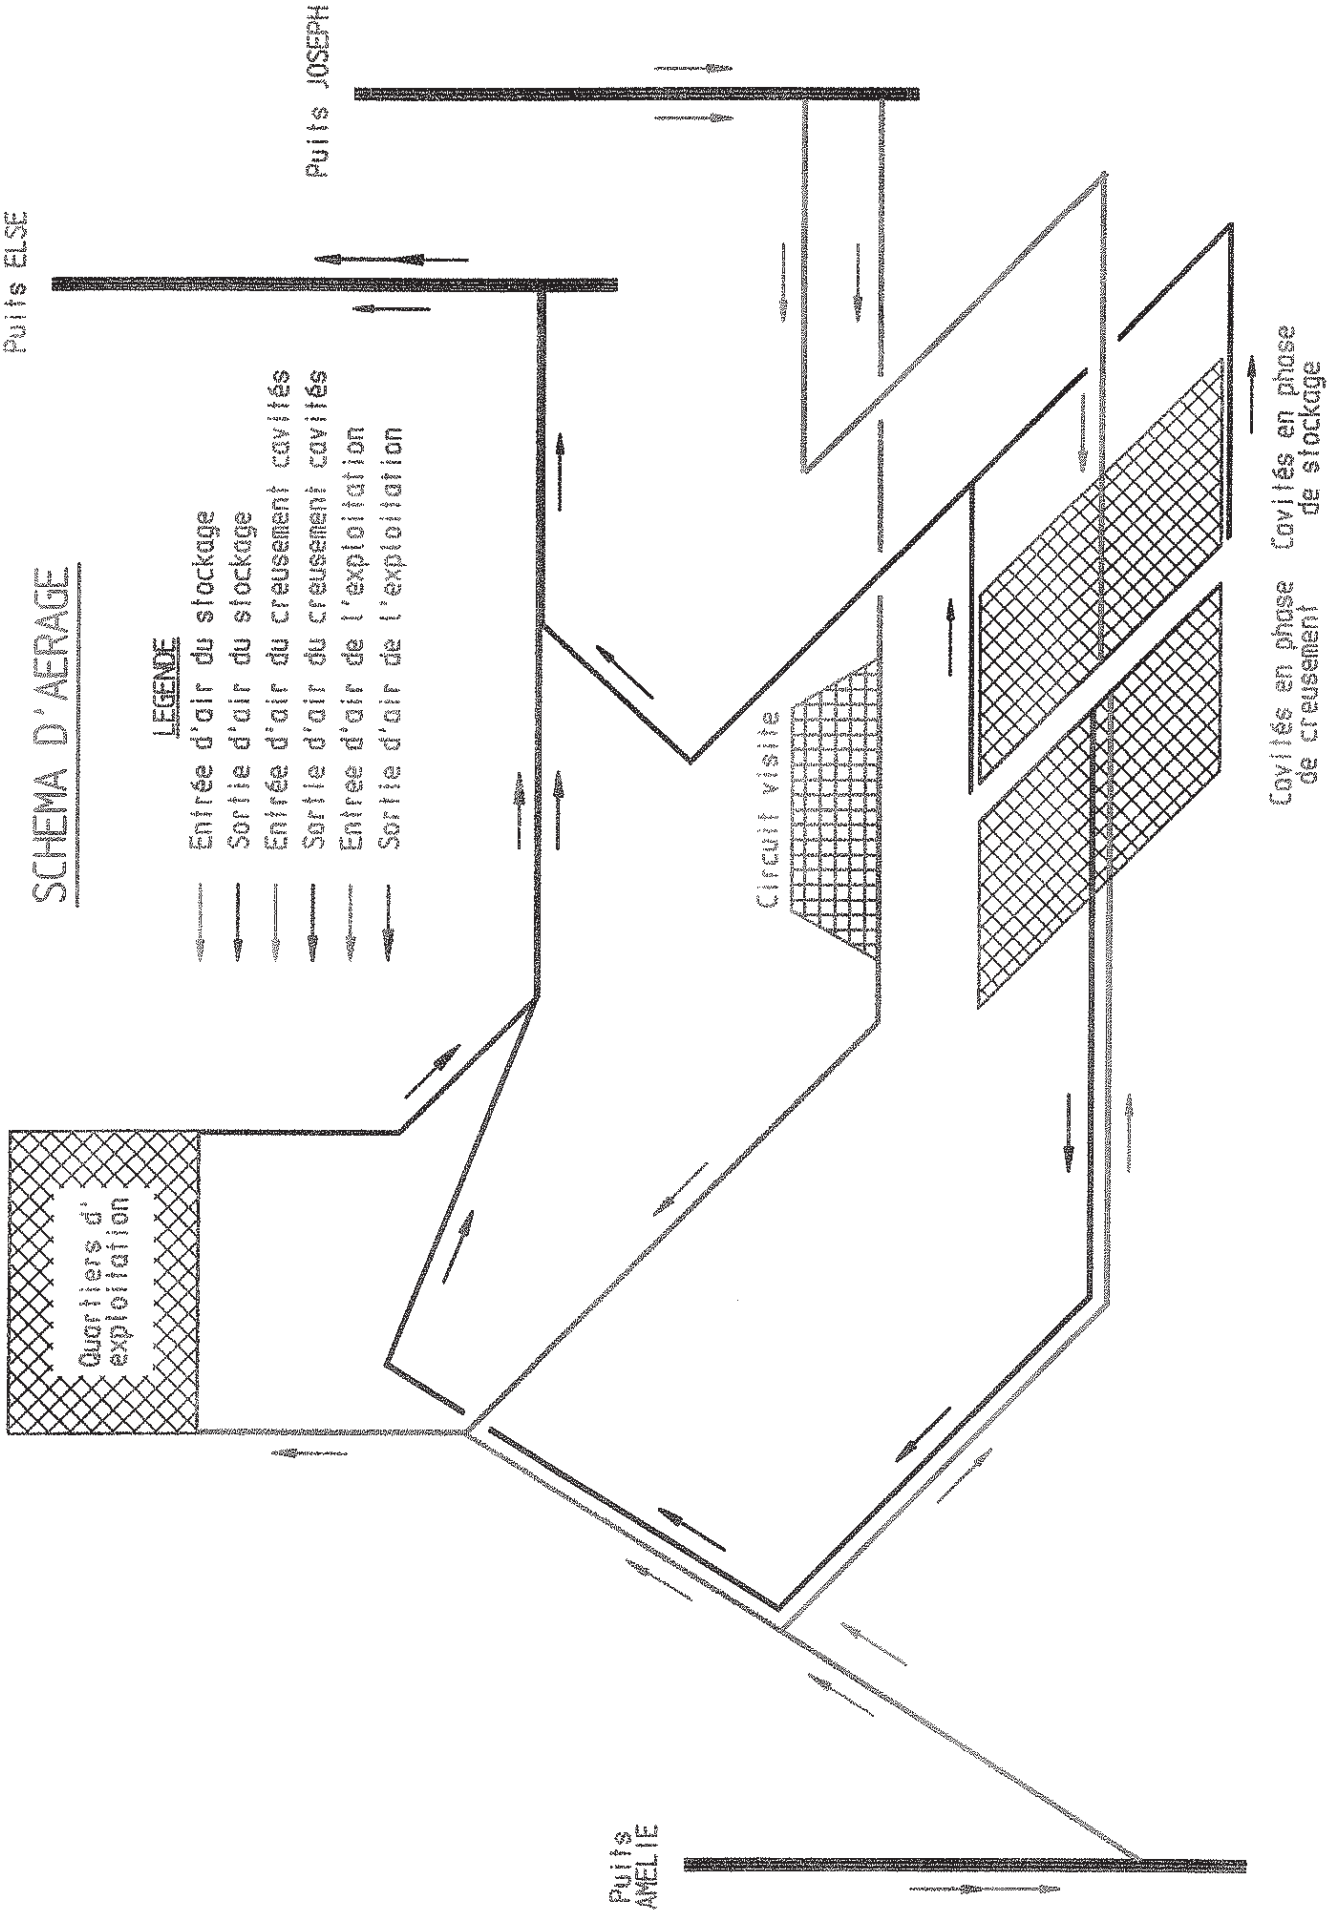 SCHEMA D'AERAGE
LEGENDE
Entrée d'air du stockage
Sortie d'air du stockage
Entrée d'air du creusement cavités
Sortie d'air du creusement cavités
Entrée d'air de l'exploitation
Sortie d'air de l'exploitation
Puits ELSE
Puits JOSEPH
Quartiers d'
exploitation
Circuit visite
Puits
AMELIE
Cavités en phase
de creusement
Cavités en phase
de stockage